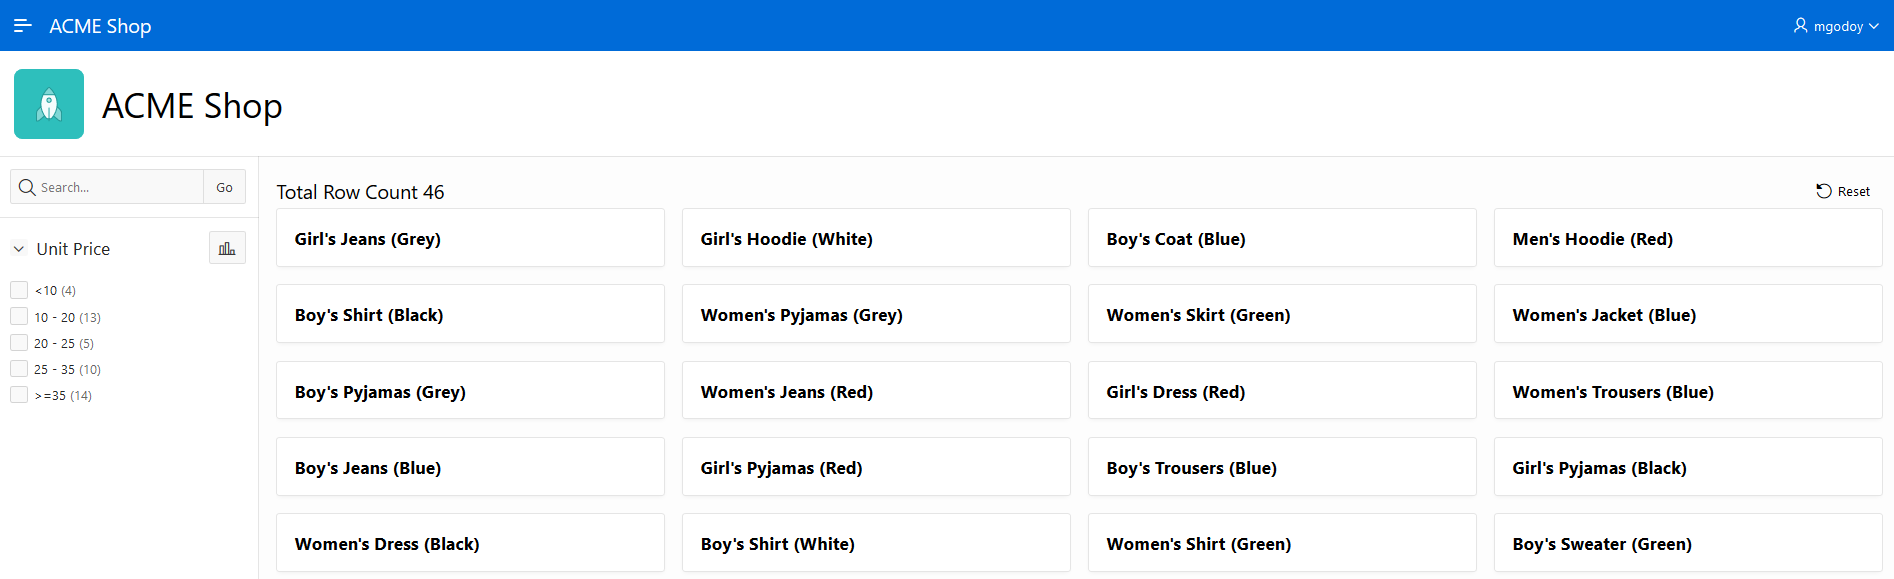 ACME Shop
mgodoy
ACME Shop
Search...
Go
Unit Price
<10 (4)
10 - 20 (13)
20 - 25 (5)
25 - 35 (10)
>=35 (14)
Total Row Count 46
Reset
Girl's Jeans (Grey)
Girl's Hoodie (White)
Boy's Coat (Blue)
Men's Hoodie (Red)
Boy's Shirt (Black)
Women's Pyjamas (Grey)
Women's Skirt (Green)
Women's Jacket (Blue)
Boy's Pyjamas (Grey)
Women's Jeans (Red)
Girl's Dress (Red)
Women's Trousers (Blue)
Boy's Jeans (Blue)
Girl's Pyjamas (Red)
Boy's Trousers (Blue)
Girl's Pyjamas (Black)
Women's Dress (Black)
Boy's Shirt (White)
Women's Shirt (Green)
Boy's Sweater (Green)